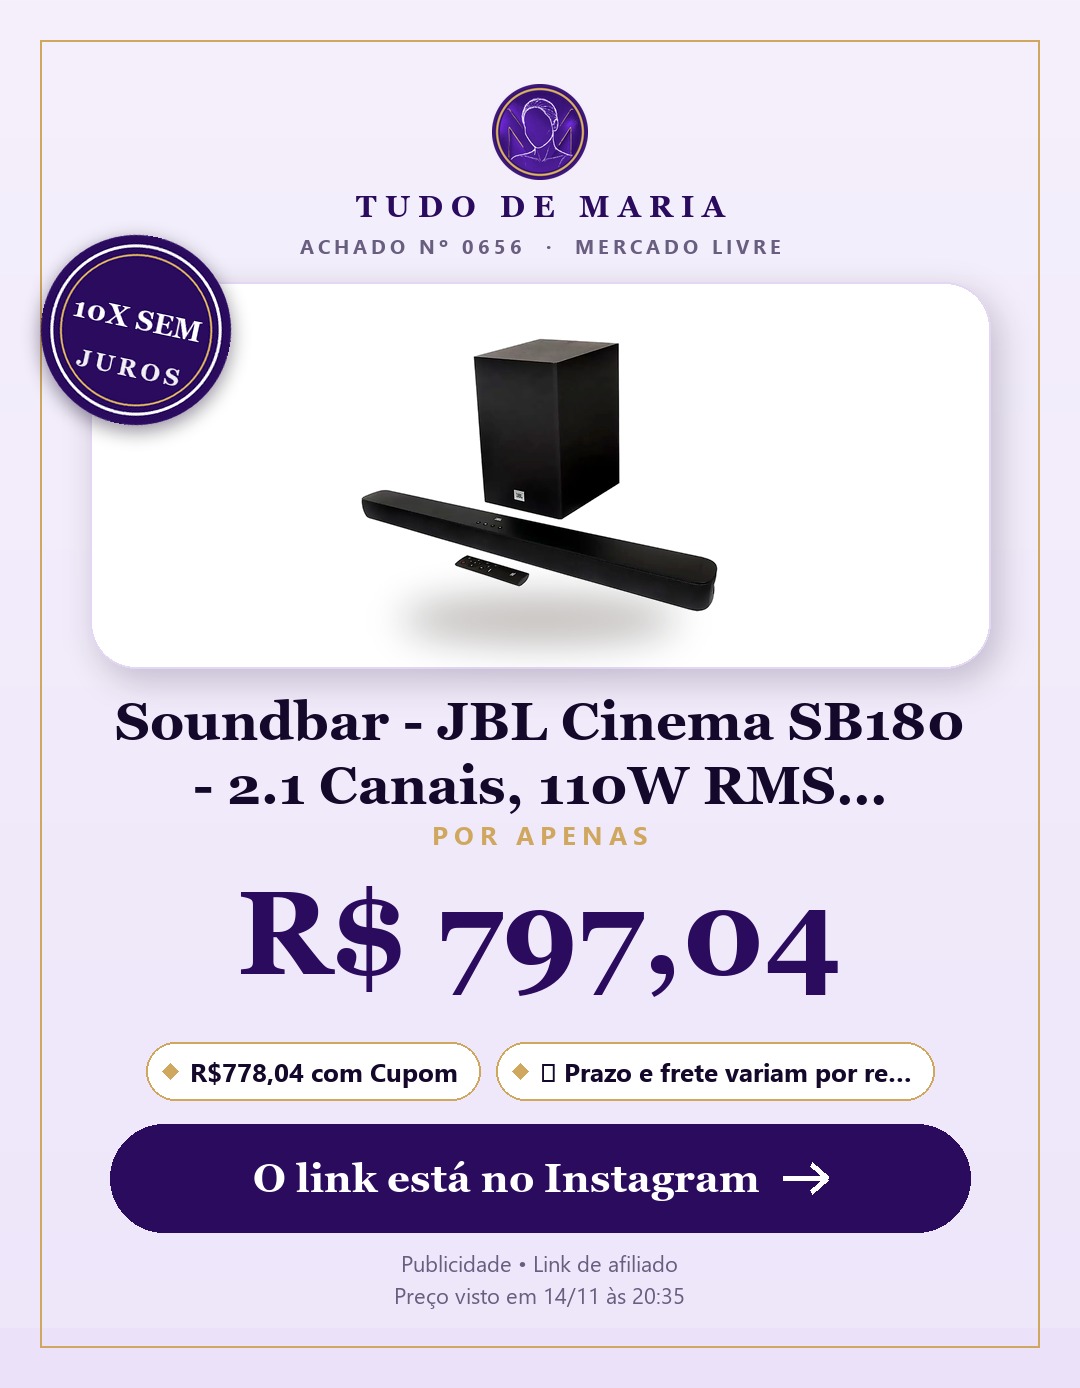 TUDO DE MARIA
ACHADO Nº 0656 · MERCADO LIVRE
10X SEM
JUROS
Soundbar - JBL Cinema SB180
- 2.1 Canais, 110W RMS...
POR APENAS
R$ 797,04
R$778,04 com Cupom
Prazo e frete variam por re...
O link está no Instagram →
Publicidade • Link de afiliado
Preço visto em 14/11 às 20:35